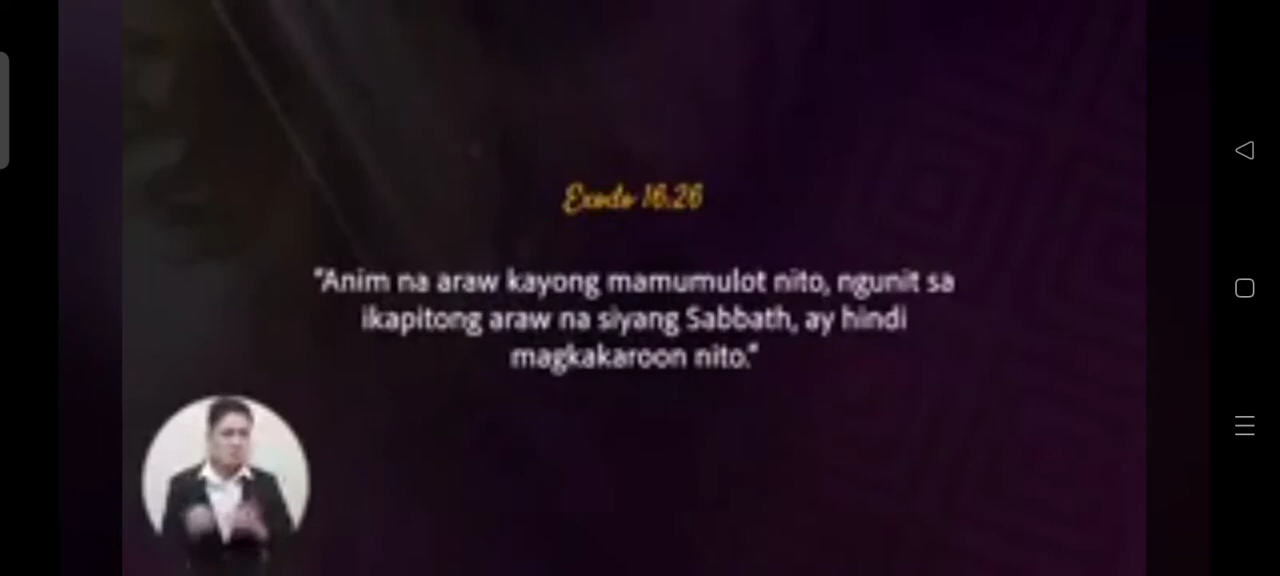 Exodo 16:26
"Anim na araw kayong mamumulot nito, ngunit sa
ikapitong araw na siyang Sabbath, ay hindi
magkakaroon nito."